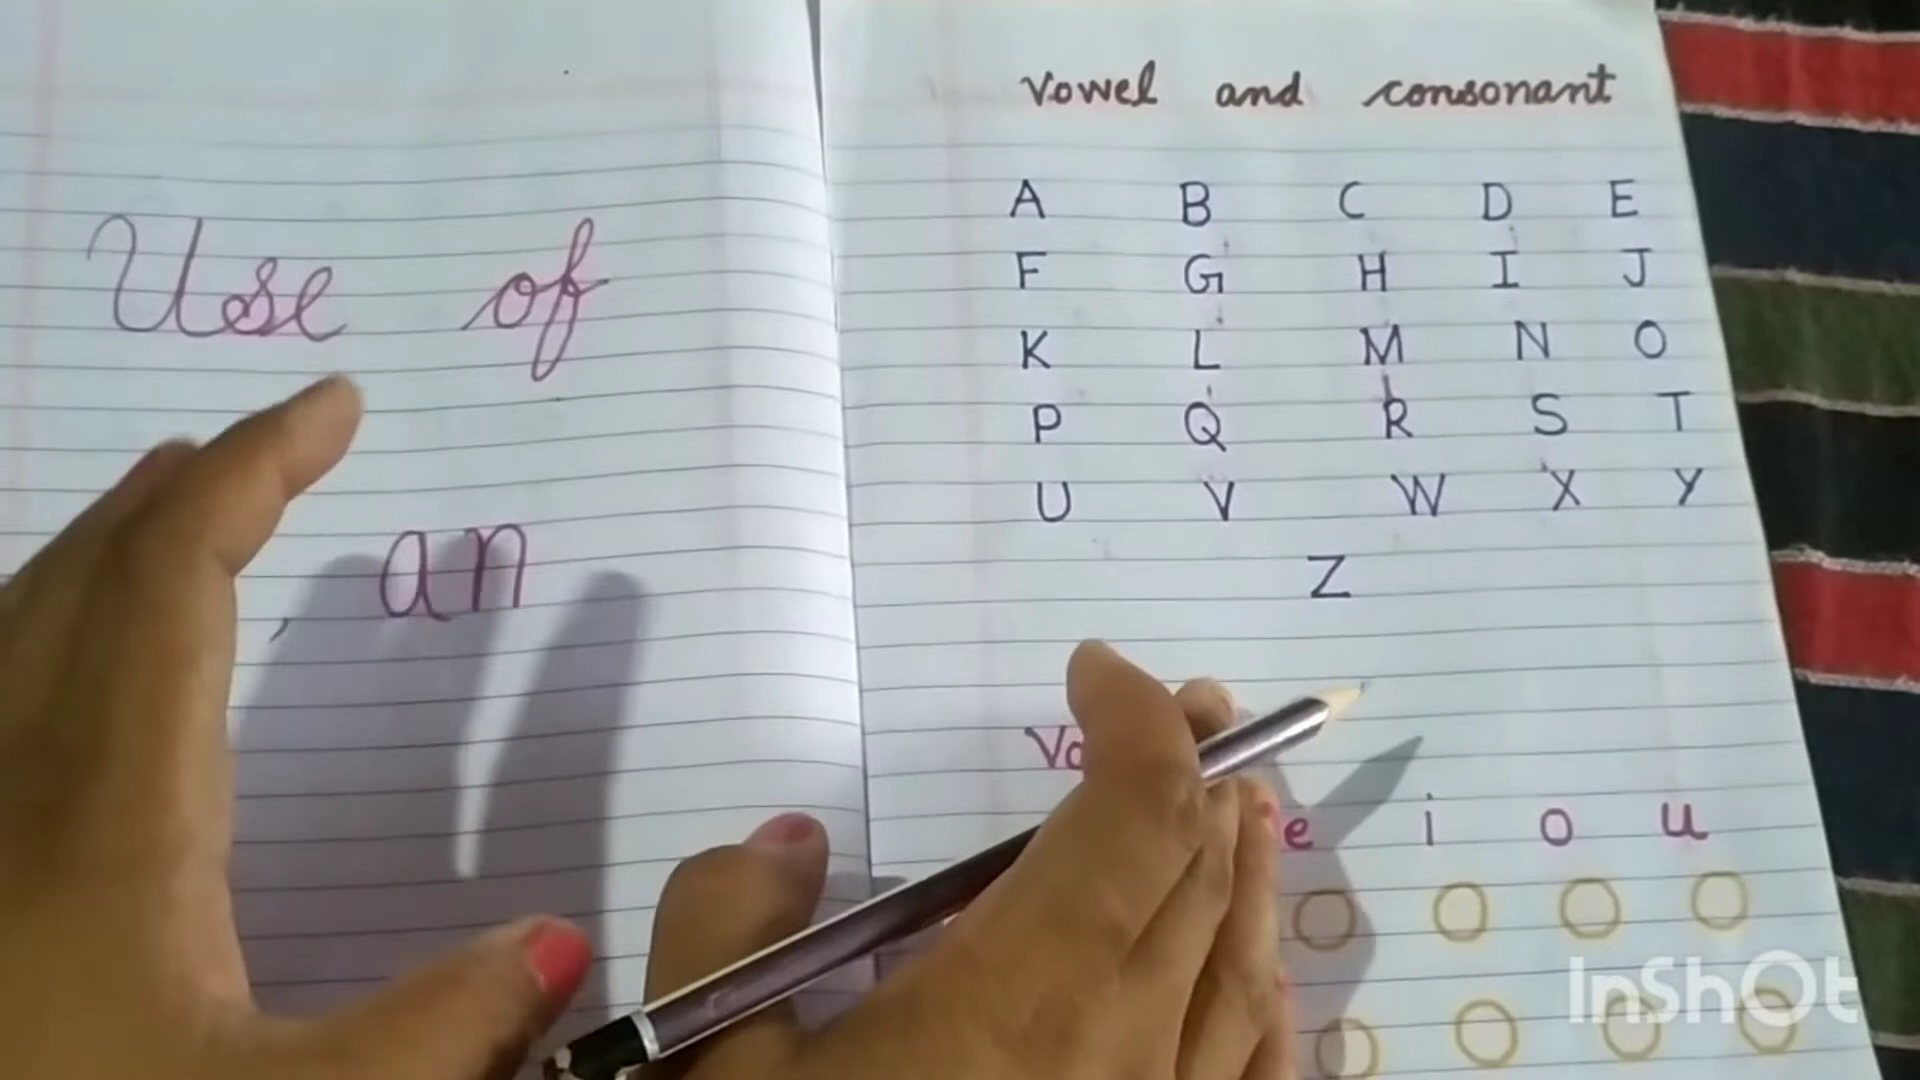 Use of
, an
Vowel and consonant
A B C D E
F G H I J
K L M N O
P Q R S T
U V W X Y
Z
e i o u
InShOt